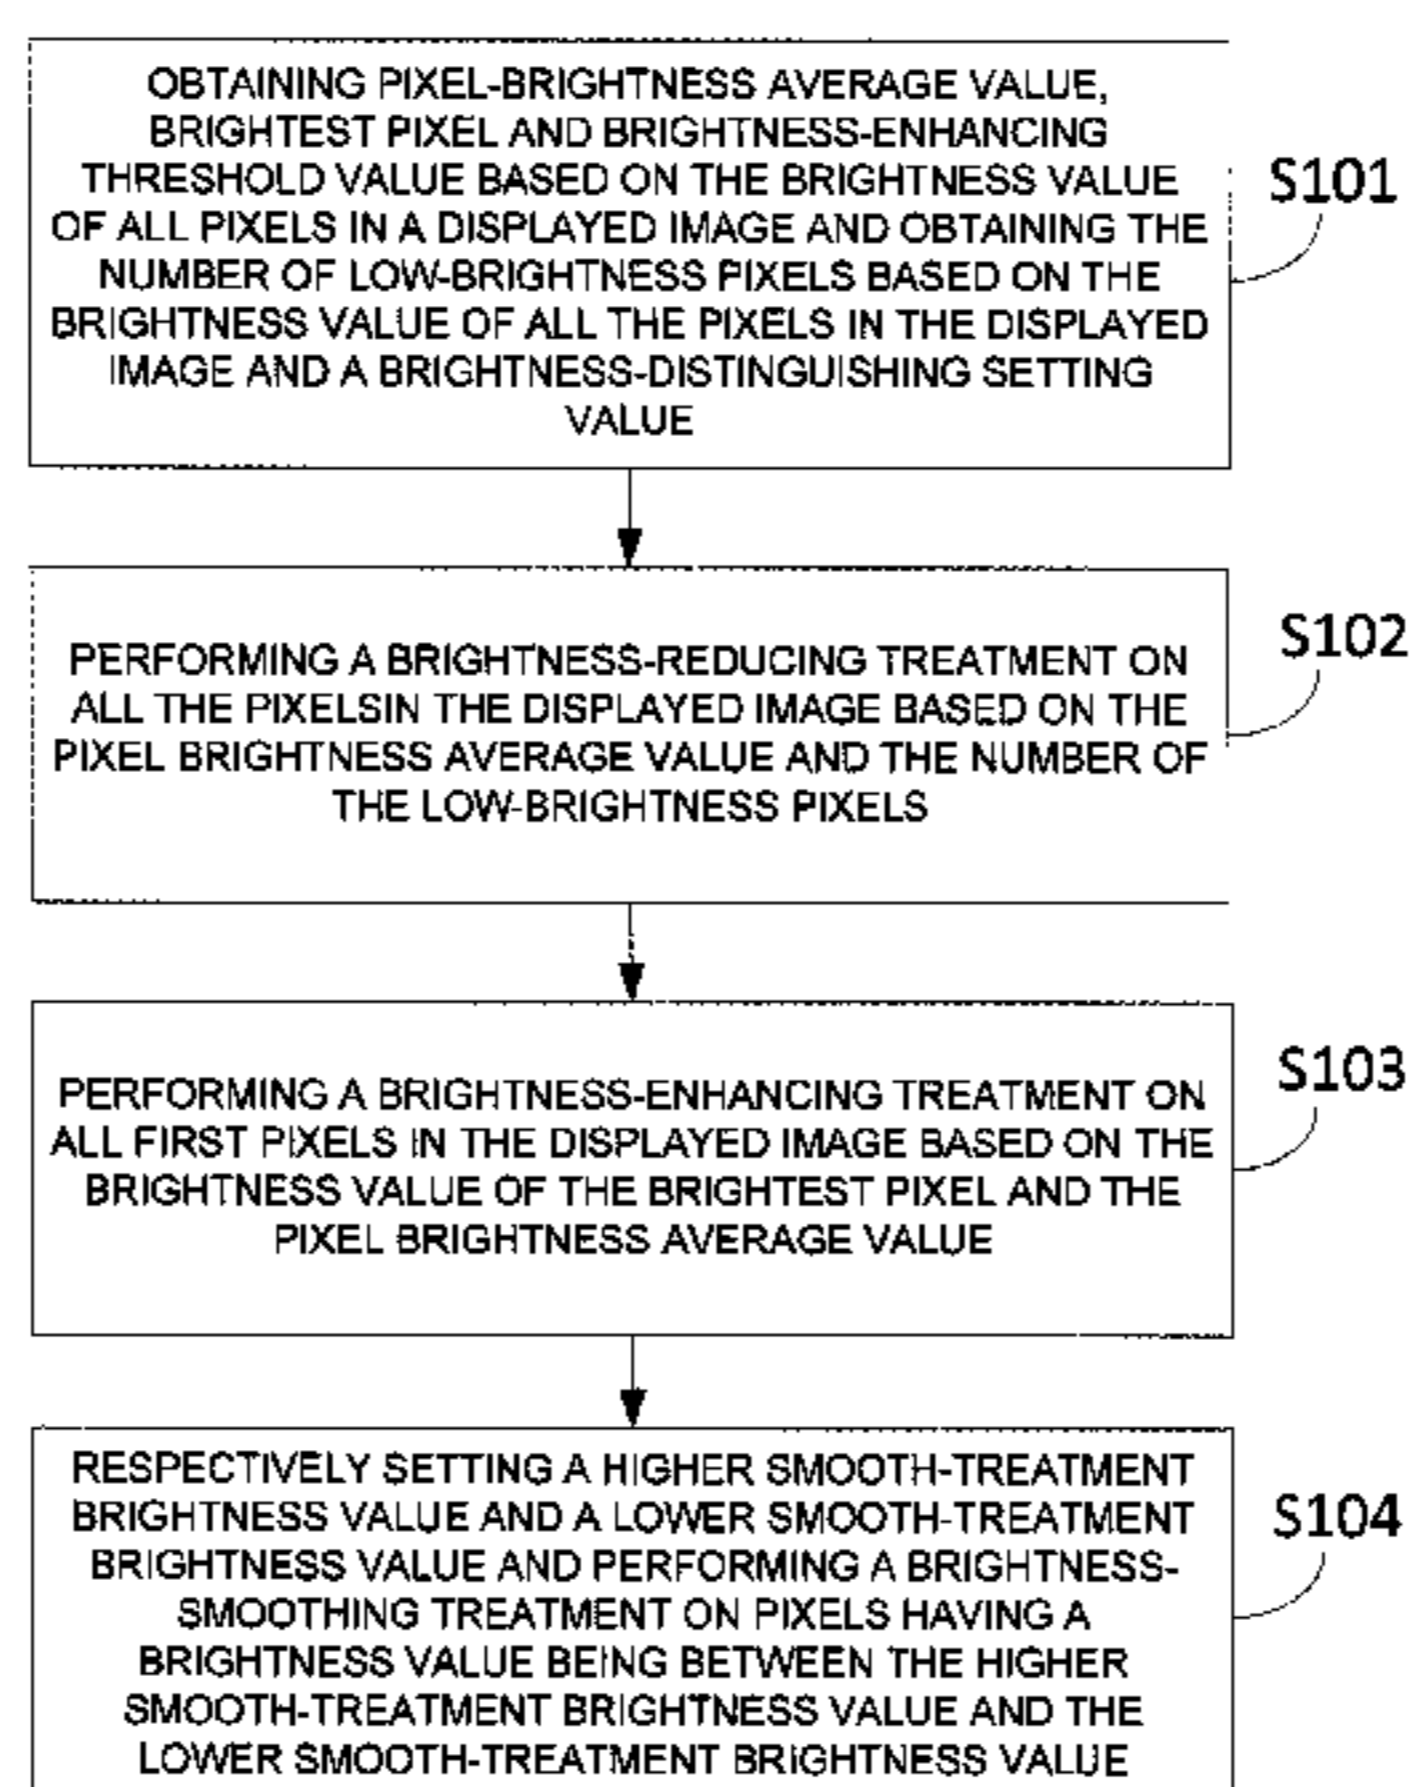 OBTAINING PIXEL-BRIGHTNESS AVERAGE VALUE,
BRIGHTEST PIXEL AND BRIGHTNESS-ENHANCING
THRESHOLD VALUE BASED ON THE BRIGHTNESS VALUE
OF ALL PIXELS IN A DISPLAYED IMAGE AND OBTAINING THE
NUMBER OF LOW-BRIGHTNESS PIXELS BASED ON THE
BRIGHTNESS VALUE OF ALL THE PIXELS IN THE DISPLAYED
IMAGE AND A BRIGHTNESS-DISTINGUISHING SETTING
VALUE
S101
PERFORMING A BRIGHTNESS-REDUCING TREATMENT ON
ALL THE PIXELSIN THE DISPLAYED IMAGE BASED ON THE
PIXEL BRIGHTNESS AVERAGE VALUE AND THE NUMBER OF
THE LOW-BRIGHTNESS PIXELS
S102
PERFORMING A BRIGHTNESS-ENHANCING TREATMENT ON
ALL FIRST PIXELS IN THE DISPLAYED IMAGE BASED ON THE
BRIGHTNESS VALUE OF THE BRIGHTEST PIXEL AND THE
PIXEL BRIGHTNESS AVERAGE VALUE
S103
RESPECTIVELY SETTING A HIGHER SMOOTH-TREATMENT
BRIGHTNESS VALUE AND A LOWER SMOOTH-TREATMENT
BRIGHTNESS VALUE AND PERFORMING A BRIGHTNESS-
SMOOTHING TREATMENT ON PIXELS HAVING A
BRIGHTNESS VALUE BEING BETWEEN THE HIGHER
SMOOTH-TREATMENT BRIGHTNESS VALUE AND THE
LOWER SMOOTH-TREATMENT BRIGHTNESS VALUE
S104